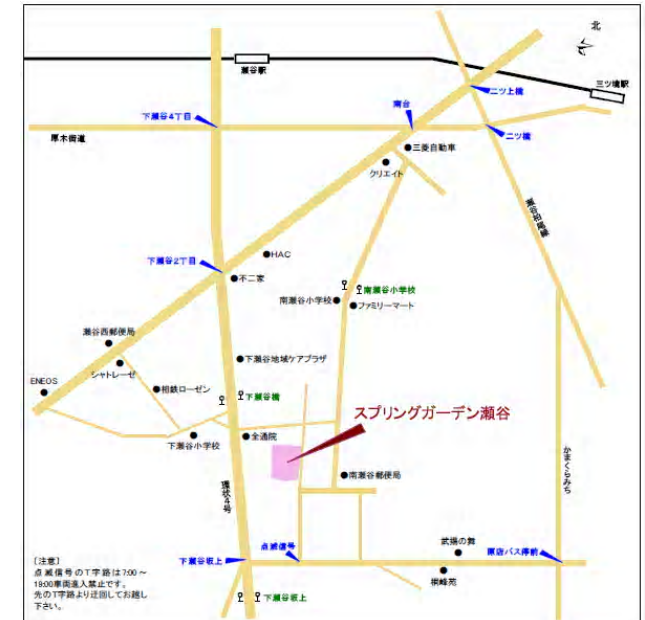 北
瀬谷駅
三ツ境駅
二ツ上橋
南台
下瀬谷4丁目
二ツ橋
厚木街道
三菱自動車
クリエイト
瀬谷柏尾線
HAC
下瀬谷2丁目
不二家
南瀬谷小学校
南瀬谷小学校
ファミリーマート
瀬谷西郵便局
シャトレーゼ
下瀬谷地域ケアプラザ
ENEOS
相鉄ローゼン
下瀬谷橋
スプリングガーデン瀬谷
全通院
下瀬谷小学校
かまくらみち
南瀬谷郵便局
環状4号
点滅信号
武揚の舞
下瀬谷坂上
原店バス停前
桐峰苑
下瀬谷坂上
〔注意〕
点滅信号のT字路は7:00～
19:00車両進入禁止です。
先のT字路より迂回してお越し
下さい。